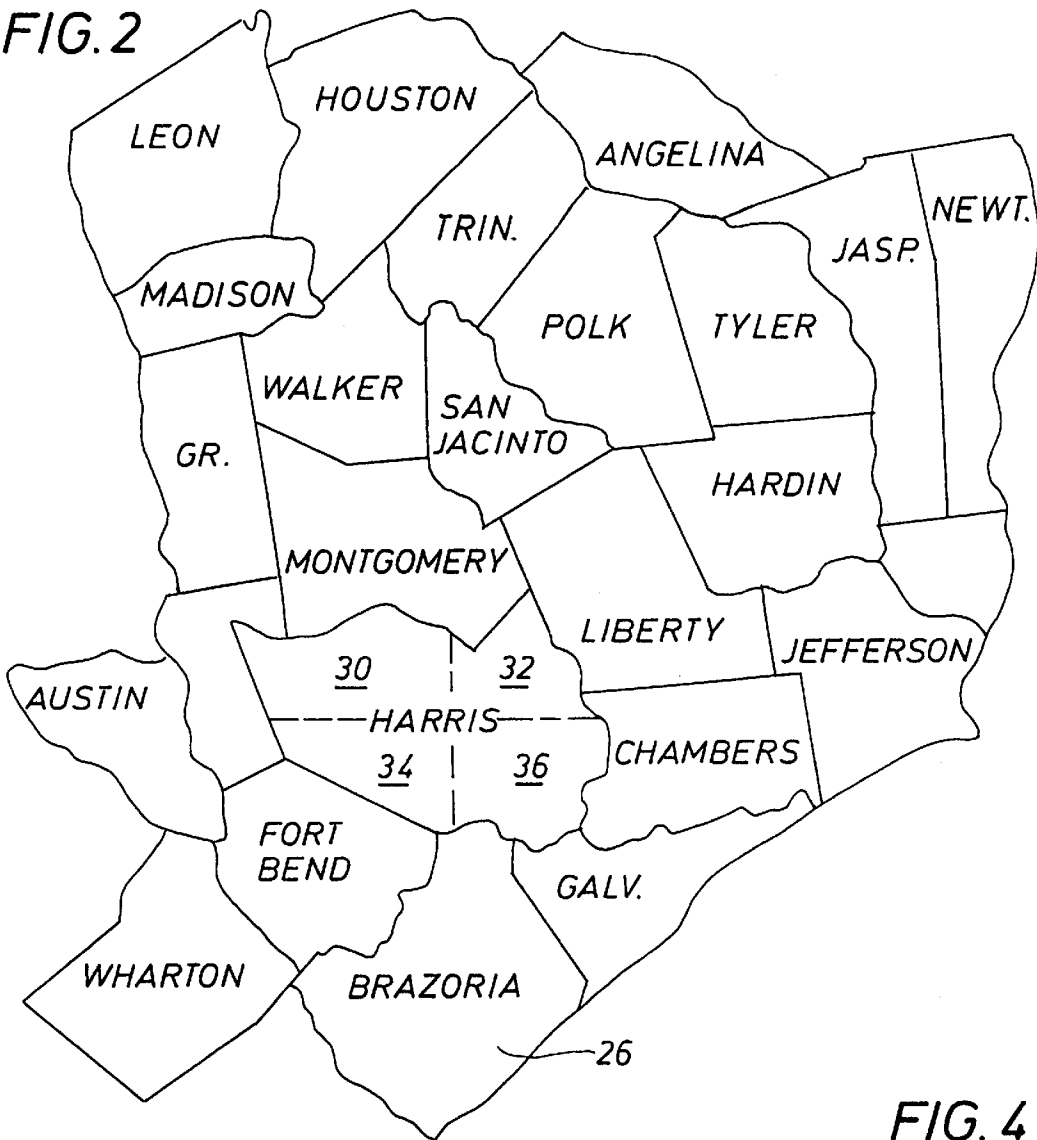 FIG. 2
HOUSTON
LEON
ANGELINA
NEWT.
TRIN.
JASP.
MADISON
POLK
TYLER
WALKER
SAN
JACINTO
GR.
HARDIN
MONTGOMERY
LIBERTY
JEFFERSON
30
32
AUSTIN
HARRIS
34
36
CHAMBERS
FORT
BEND
GALV.
WHARTON
BRAZORIA
26
FIG. 4